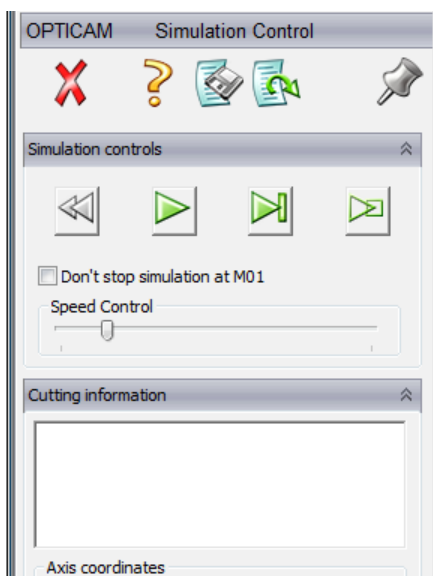 OPTICAM Simulation Control
Simulation controls
Don't stop simulation at M01
Speed Control
Cutting information
Axis coordinates